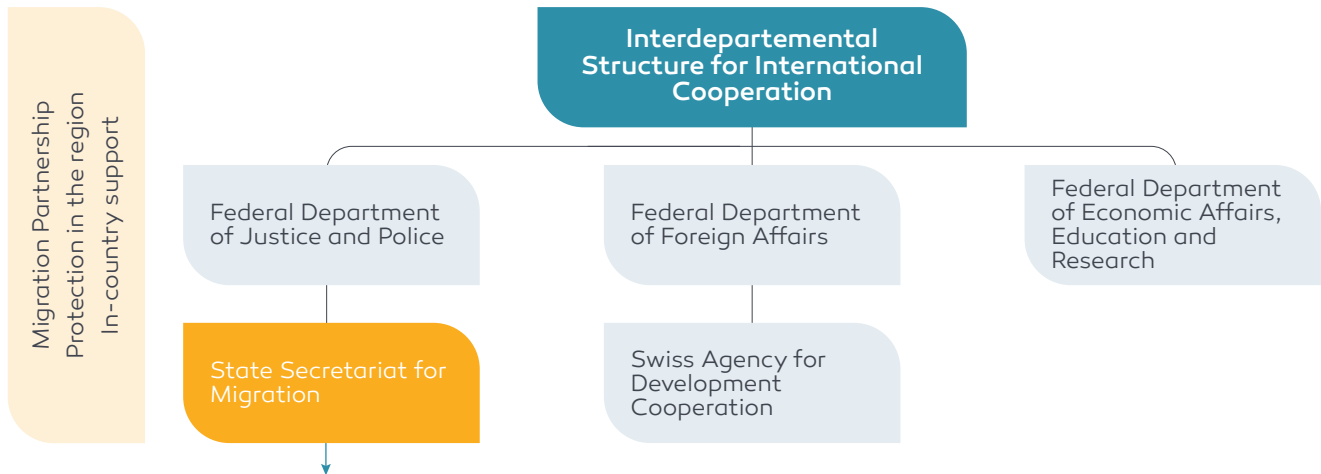 Migration Partnership
Protection in the region
In-country support
Interdepartemental
Structure for International
Cooperation
Federal Department
of Justice and Police
Federal Department
of Foreign Affairs
Federal Department
of Economic Affairs,
Education and
Research
State Secretariat for
Migration
Swiss Agency for
Development
Cooperation